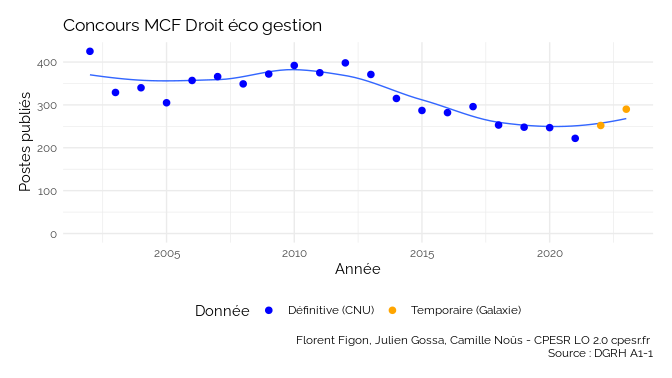 Concours MCF Droit éco gestion
Postes publiés
400
300
200
100
0
2005 2010 2015 2020
Année
Donnée Définitive (CNU) Temporaire (Galaxie)
Florent Figon, Julien Gossa, Camille Noûs - CPESR LO 2.0 cpesr.fr
Source : DGRH A1-1